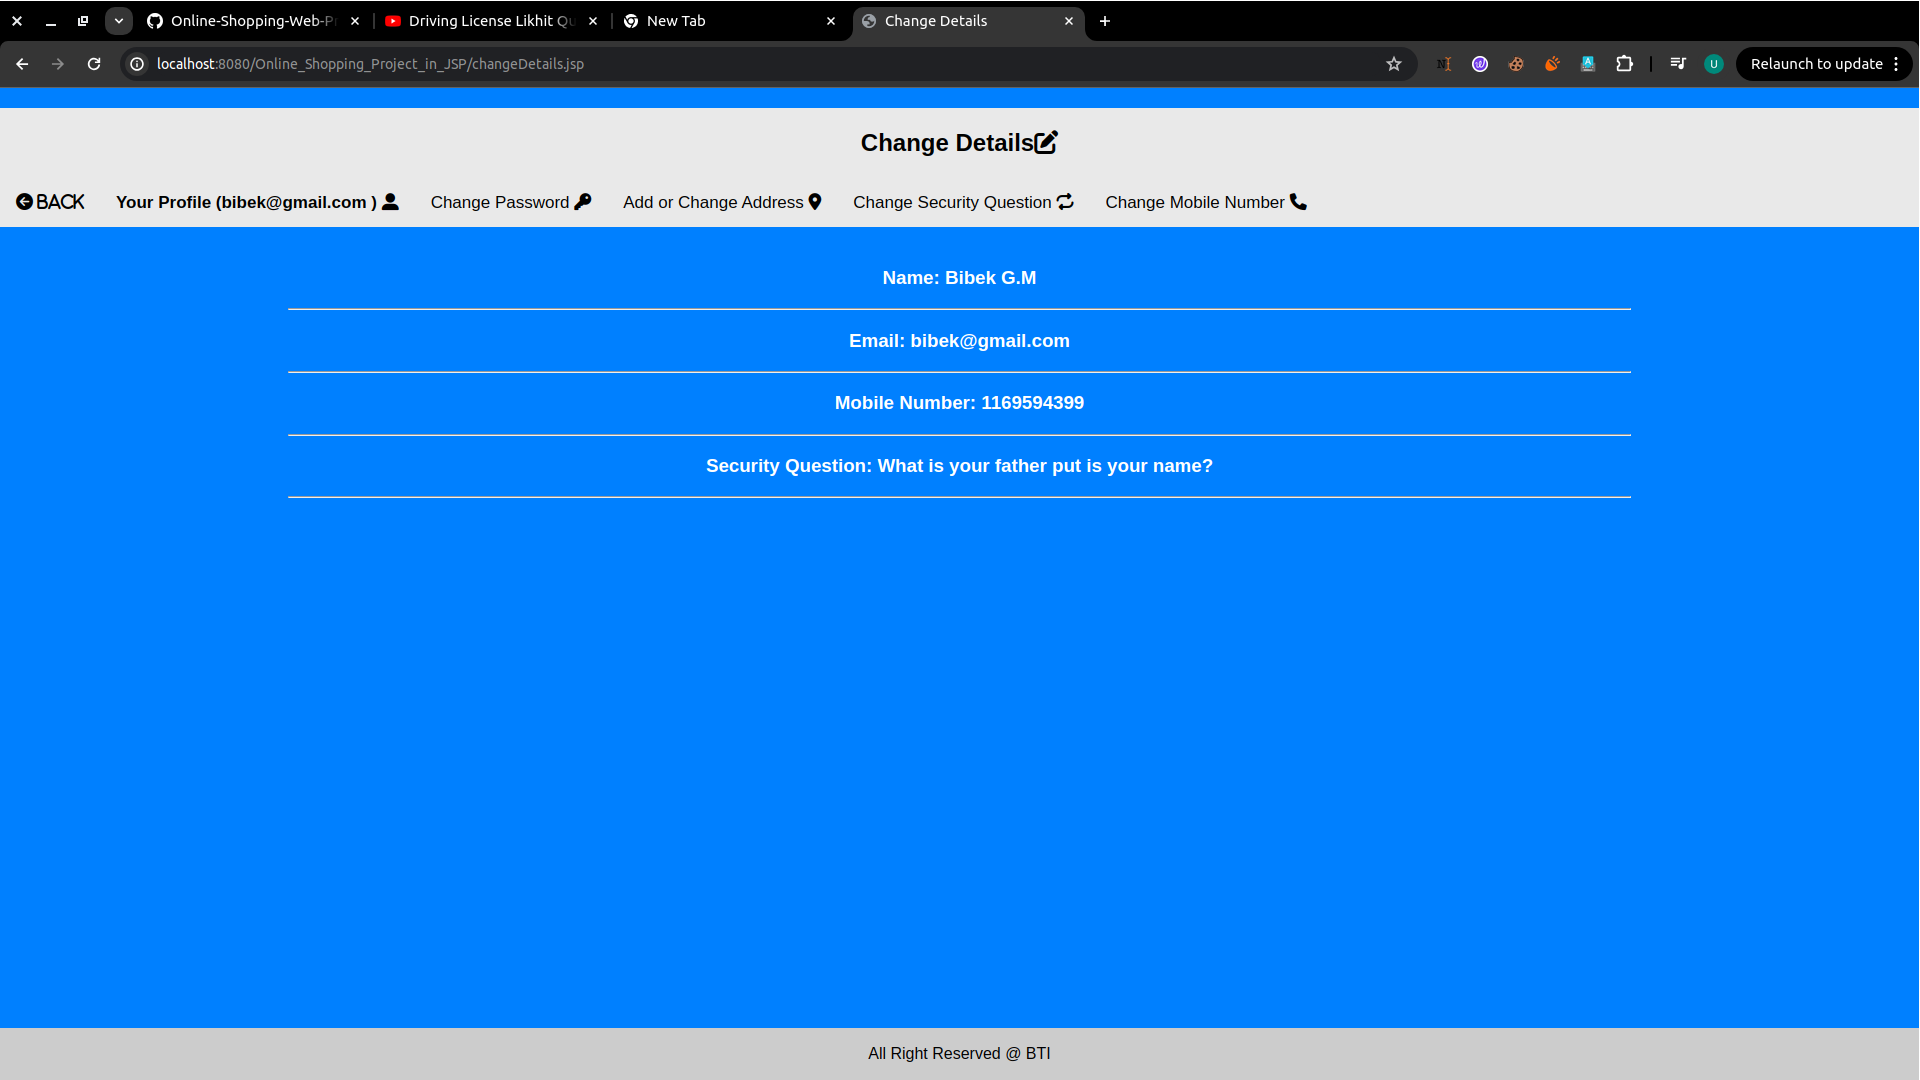 Online-Shopping-Web-Pr
Driving License Likhit Qu
New Tab
Change Details
localhost:8080/Online_Shopping_Project_in_JSP/changeDetails.jsp
U
Relaunch to update
Change Details
BACK
Your Profile (bibek@gmail.com )
Change Password
Add or Change Address
Change Security Question
Change Mobile Number
Name: Bibek G.M
Email: bibek@gmail.com
Mobile Number: 1169594399
Security Question: What is your father put is your name?
All Right Reserved @ BTI